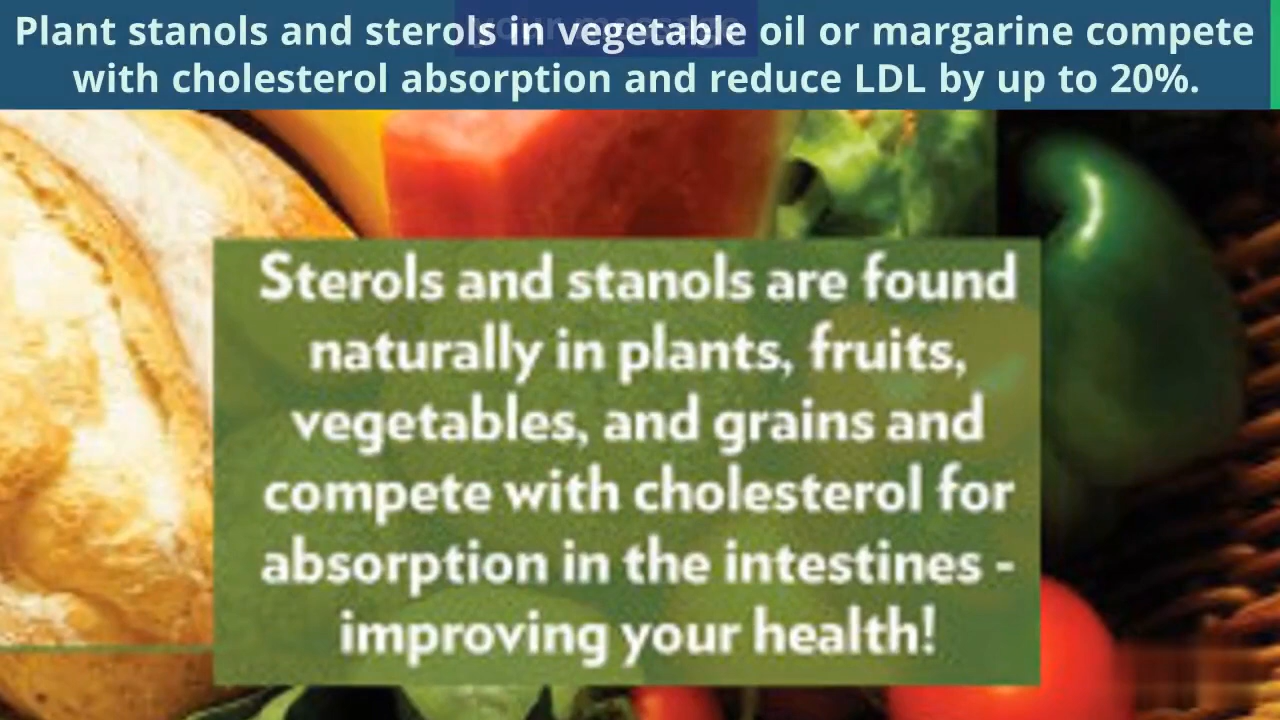 Plant stanols and sterols in vegetable oil or margarine compete
with cholesterol absorption and reduce LDL by up to 20%.
your message
Sterols and stanols are found
naturally in plants, fruits,
vegetables, and grains and
compete with cholesterol for
absorption in the intestines -
improving your health!